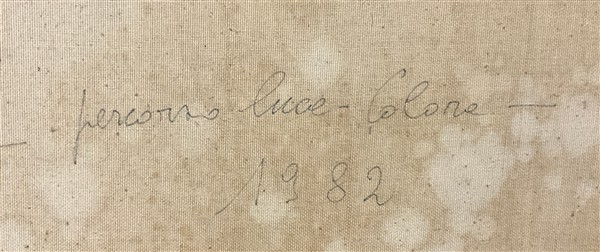 - percorso luce - Colore -
1982